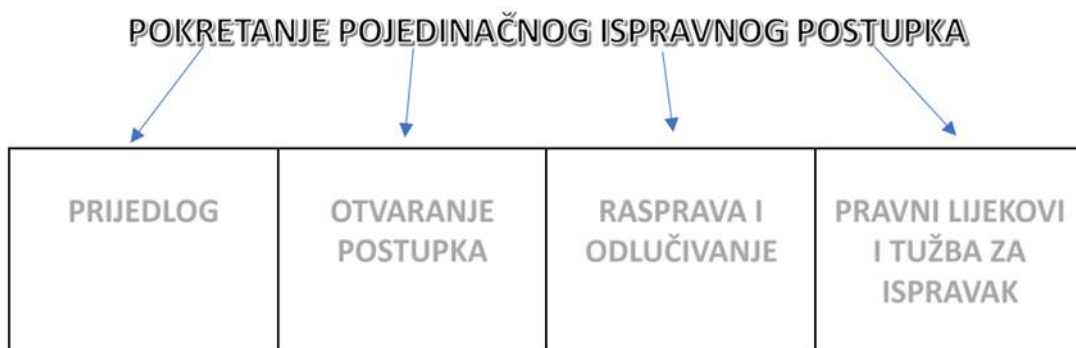 POKRETANJE POJEDINAČNOG ISPRAVNOG POSTUPKA
PRIJEDLOG
OTVARANJE
POSTUPKA
RASPRAVA I
ODLUČIVANJE
PRAVNI LIJEKOVI
I TUŽBA ZA
ISPRAVAK